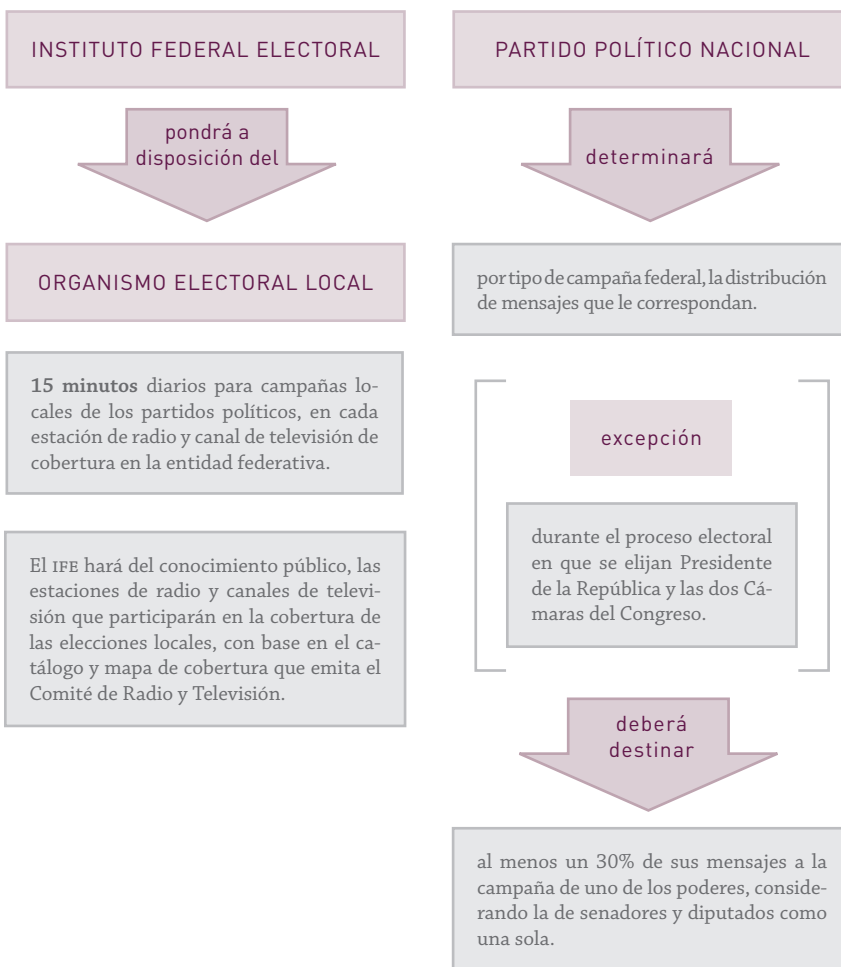 INSTITUTO FEDERAL ELECTORAL
pondrá a
disposición del
ORGANISMO ELECTORAL LOCAL
15 minutos diarios para campañas lo-
cales de los partidos políticos, en cada
estación de radio y canal de televisión de
cobertura en la entidad federativa.
El IFE hará del conocimiento público, las
estaciones de radio y canales de televi-
sión que participarán en la cobertura de
las elecciones locales, con base en el ca-
tálogo y mapa de cobertura que emita el
Comité de Radio y Televisión.
PARTIDO POLÍTICO NACIONAL
determinará
por tipo de campaña federal, la distribución
de mensajes que le correspondan.
excepción
durante el proceso electoral
en que se elijan Presidente
de la República y las dos Cá-
maras del Congreso.
deberá
destinar
al menos un 30% de sus mensajes a la
campaña de uno de los poderes, conside-
rando la de senadores y diputados como
una sola.